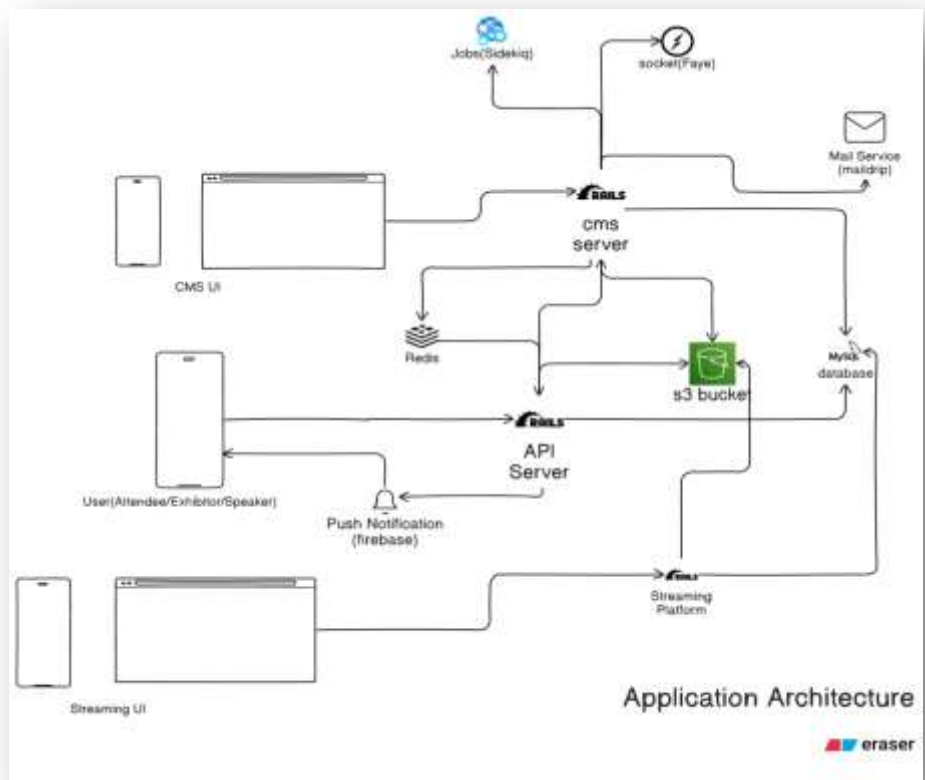 Jobs(Sidekiq)
socket(Faye)
Mail Service
(maildrip)
RAILS
cms
server
CMS UI
Redis
MySQL
database
s3 bucket
RAILS
API
Server
User(Attendee/Exhibitor/Speaker)
Push Notification
(firebase)
RAILS
Streaming
Platform
Streaming UI
Application Architecture
eraser